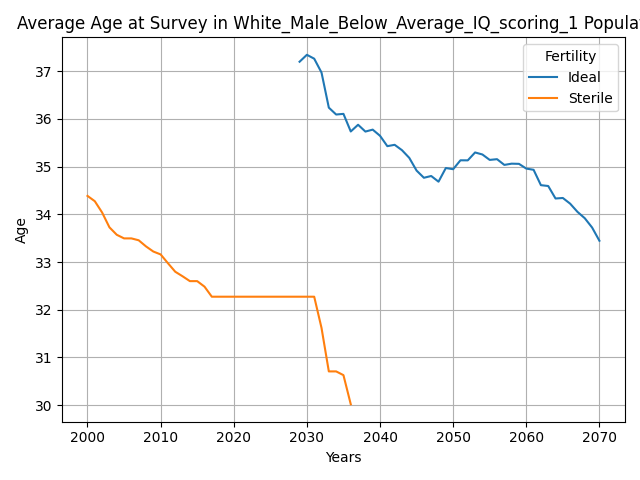 Average Age at Survey in White_Male_Below_Average_IQ_scoring_1 Popula
Fertility
Ideal
Sterile
37
36
35
34
33
32
31
30
Age
2000 2010 2020 2030 2040 2050 2060 2070
Years